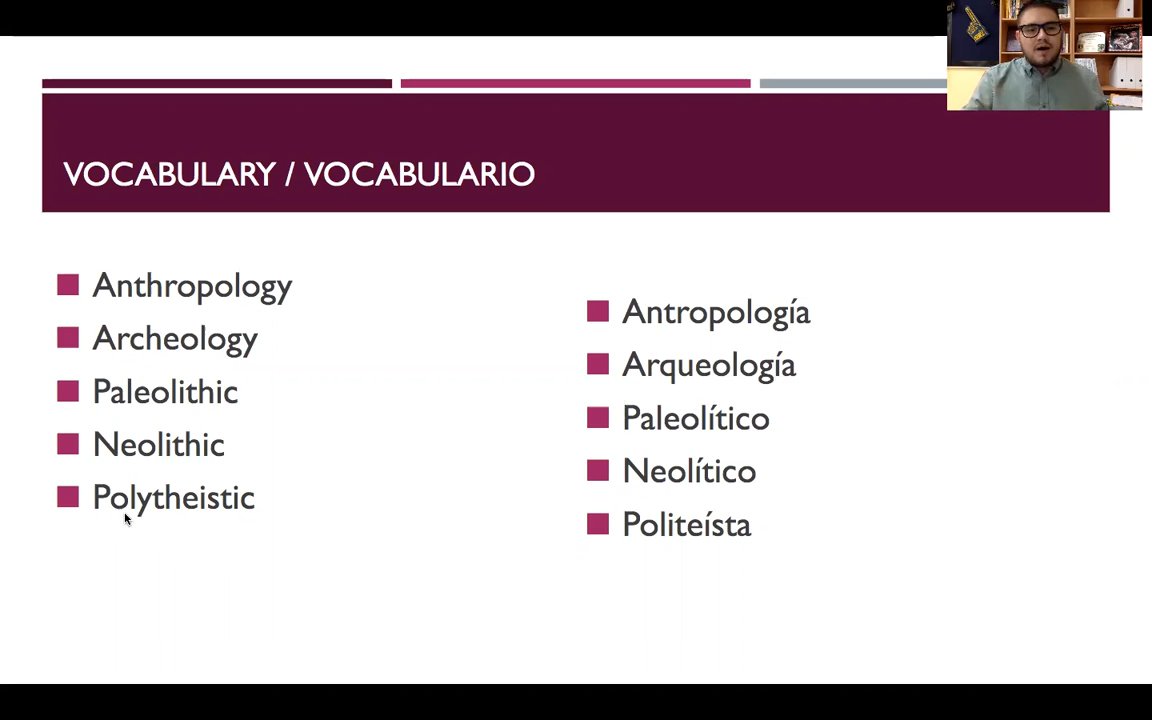 VOCABULARY / VOCABULARIO
Anthropology
Archeology
Paleolithic
Neolithic
Polytheistic
Antropología
Arqueología
Paleolítico
Neolítico
Politeísta